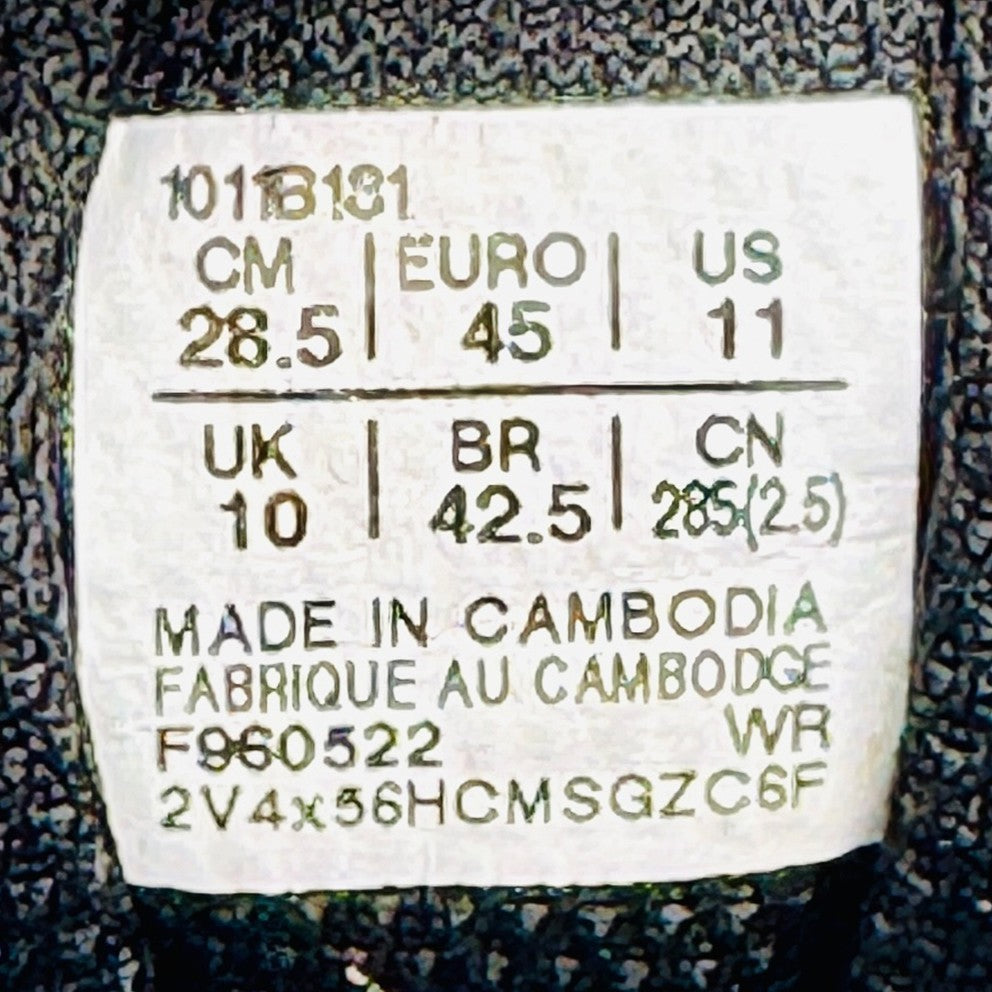 1011B181
CM | EURO | US
28.5 | 45 | 11
UK | BR | CN
10 | 42.5 | 285(2.5)
MADE IN CAMBODIA
FABRIQUE AU CAMBODGE
F960522 WR
2V4x56HCMSGZC6F